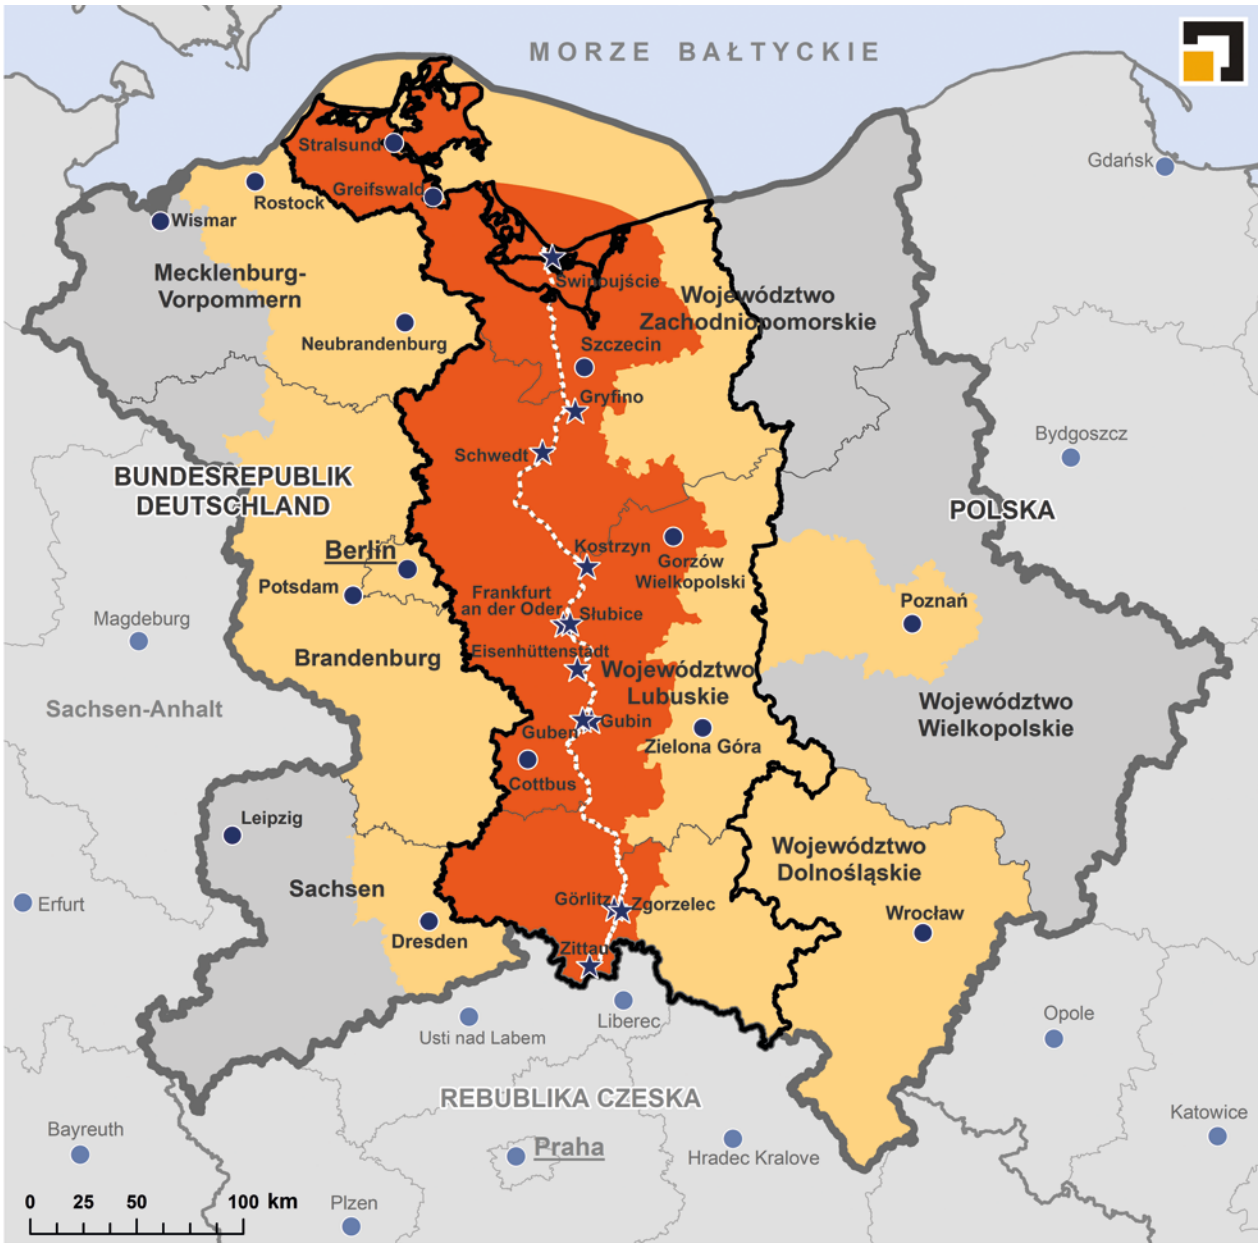 MORZE BAŁTYCKIE
Gdańsk
Stralsund
Greifswald
Rostock
Wismar
Mecklenburg-
Vorpommern
Świnoujście
Województwo
Zachodniopomorskie
Neubrandenburg
Szczecin
Gryfino
Bydgoszcz
Schwedt
BUNDESREPUBLIK
DEUTSCHLAND
POLSKA
Berlin
Kostrzyn
Gorzów
Wielkopolski
Potsdam
Frankfurt
an der Oder
Słubice
Poznań
Magdeburg
Eisenhüttenstadt
Brandenburg
Województwo
Lubuskie
Sachsen-Anhalt
Województwo
Wielkopolskie
Guben
Gubin
Zielona Góra
Cottbus
Leipzig
Województwo
Dolnośląskie
Sachsen
Erfurt
Görlitz
Zgorzelec
Wrocław
Dresden
Zittau
Liberec
Usti nad Labem
Opole
REBUBLIKA CZESKA
Bayreuth
Praha
Hradec Kralove
Katowice
Plzen
0 25 50 100 km